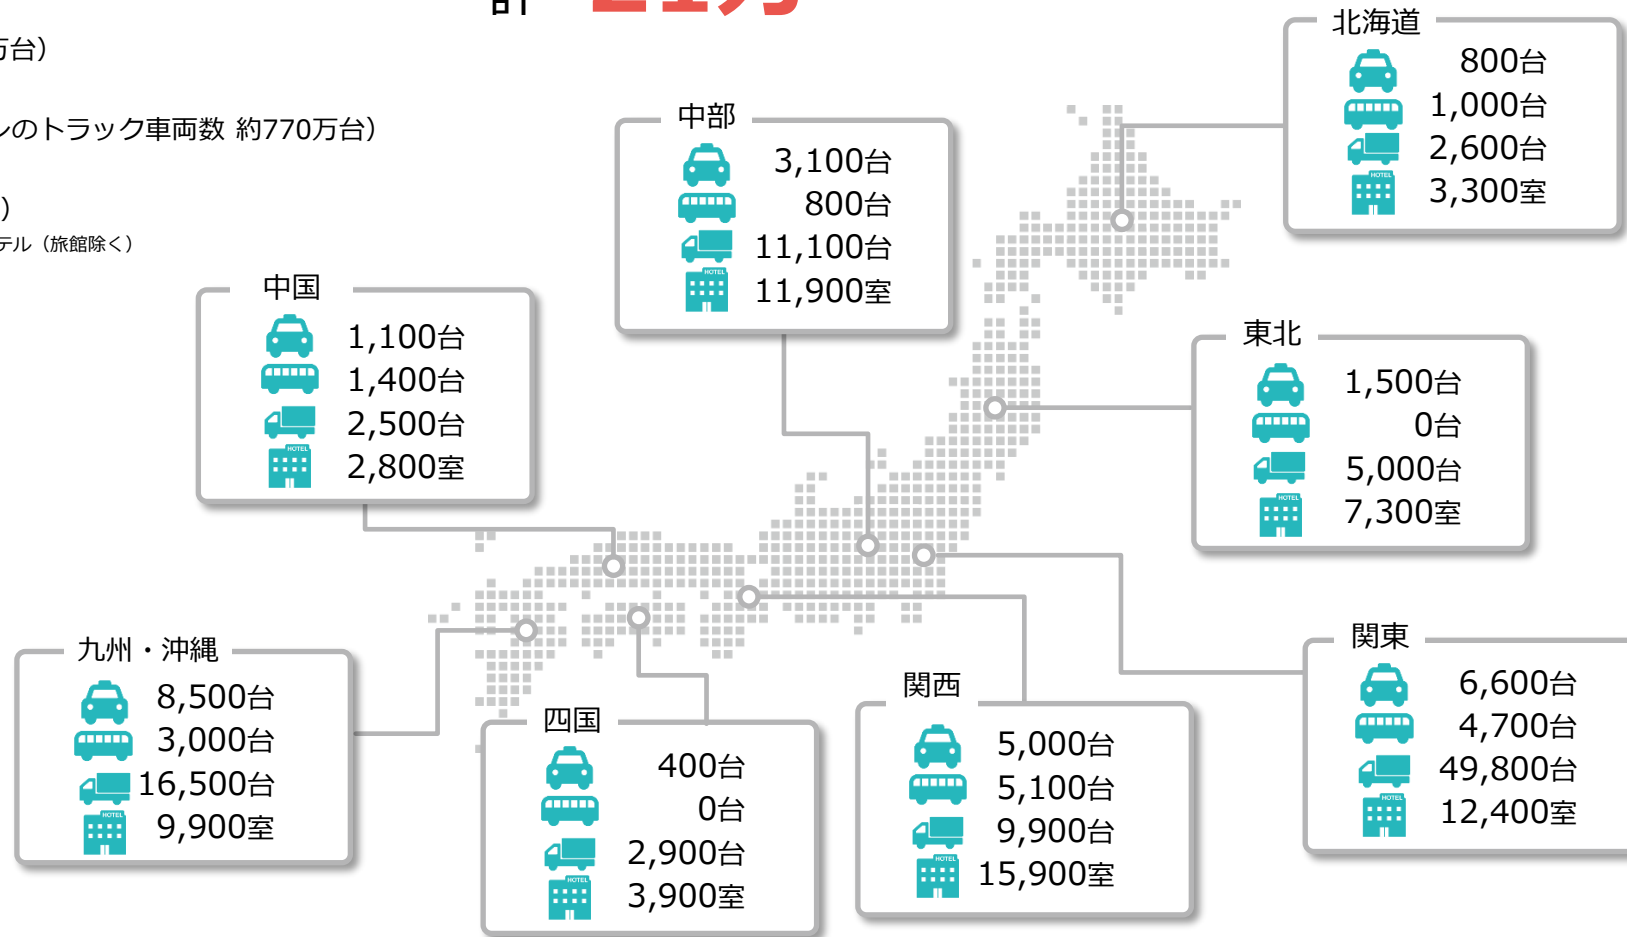 計
万台）
ンのトラック車両数 約770万台）
）
テル（旅館除く）
北海道
800台
1,000台
2,600台
HOTEL
3,300室
中部
3,100台
800台
11,100台
HOTEL
11,900室
中国
1,100台
1,400台
2,500台
HOTEL
2,800室
東北
1,500台
0台
5,000台
HOTEL
7,300室
九州・沖縄
8,500台
3,000台
16,500台
HOTEL
9,900室
四国
400台
0台
2,900台
HOTEL
3,900室
関西
5,000台
5,100台
9,900台
HOTEL
15,900室
関東
6,600台
4,700台
49,800台
HOTEL
12,400室